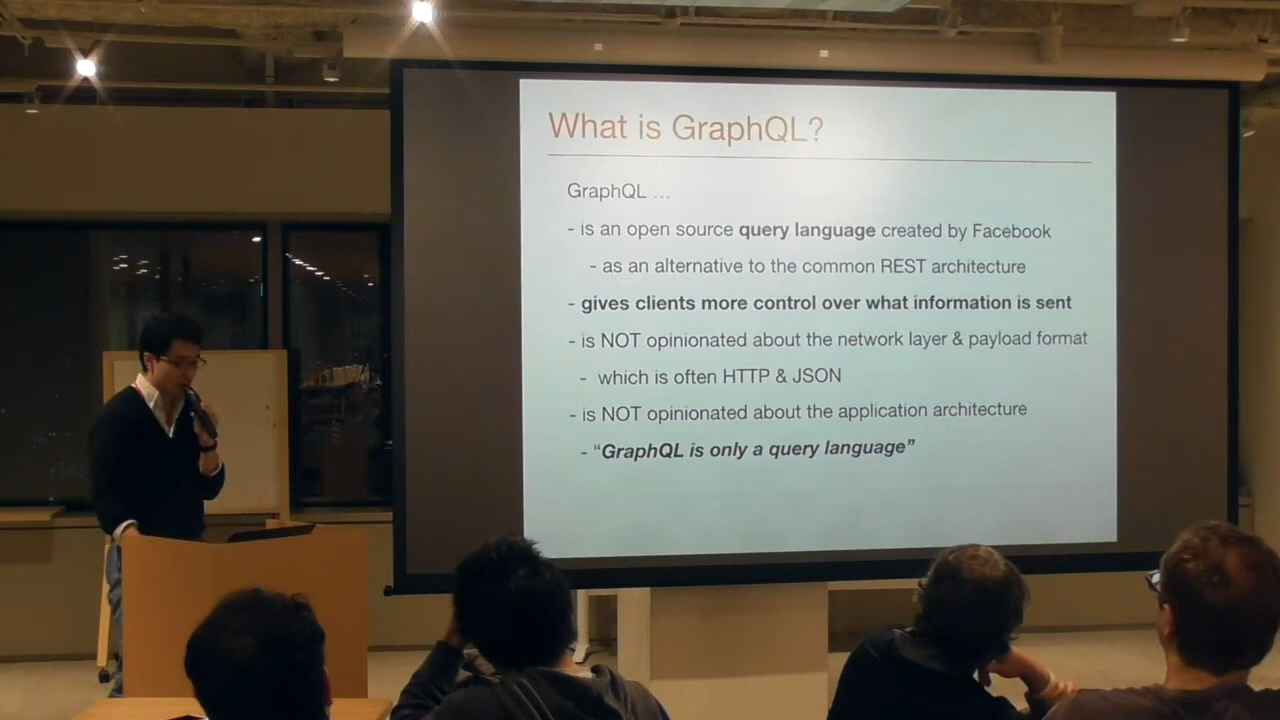 What is GraphQL?
GraphQL ...
- is an open source query language created by Facebook
- as an alternative to the common REST architecture
- gives clients more control over what information is sent
- is NOT opinionated about the network layer & payload format
- which is often HTTP & JSON
- is NOT opinionated about the application architecture
- “GraphQL is only a query language”